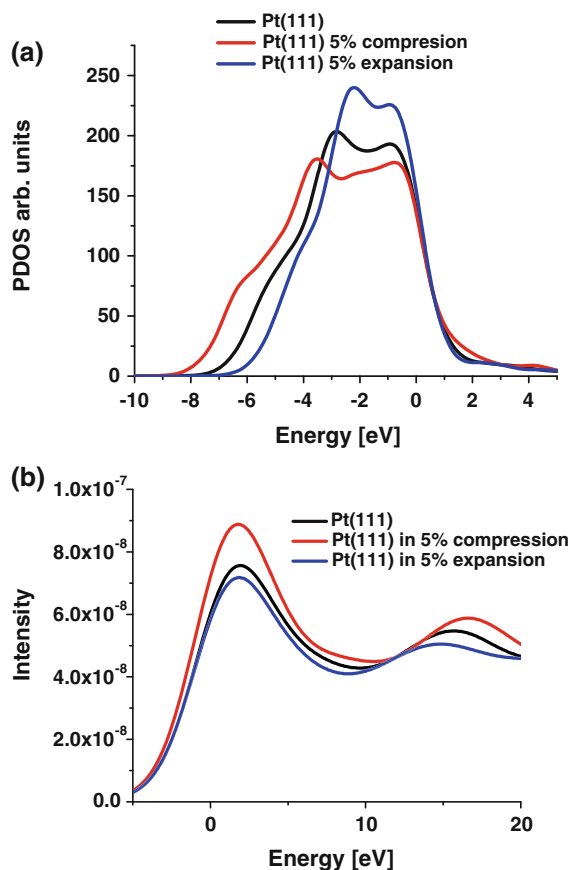 (a)
Pt(111)
Pt(111) 5% compresion
Pt(111) 5% expansion
PDOS arb. units
250
200
150
100
50
0
-10 -8 -6 -4 -2 0 2 4
Energy [eV]
(b)
Pt(111)
Pt(111) in 5% compression
Pt(111) in 5% expansion
Intensity
1.0x10-7
8.0x10-8
6.0x10-8
4.0x10-8
2.0x10-8
0.0
0 10 20
Energy [eV]